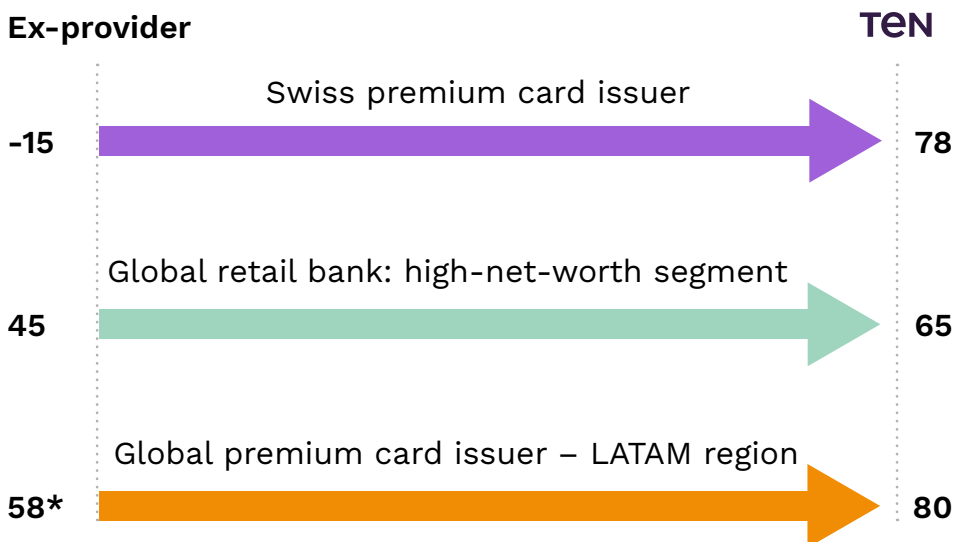 Ex-provider TeN
Swiss premium card issuer
-15 78
Global retail bank: high-net-worth segment
45 65
Global premium card issuer – LATAM region
58* 80